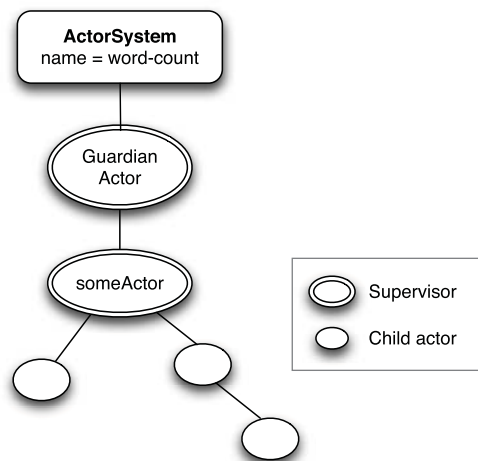 ActorSystem
name = word-count
Guardian
Actor
someActor
Supervisor
Child actor